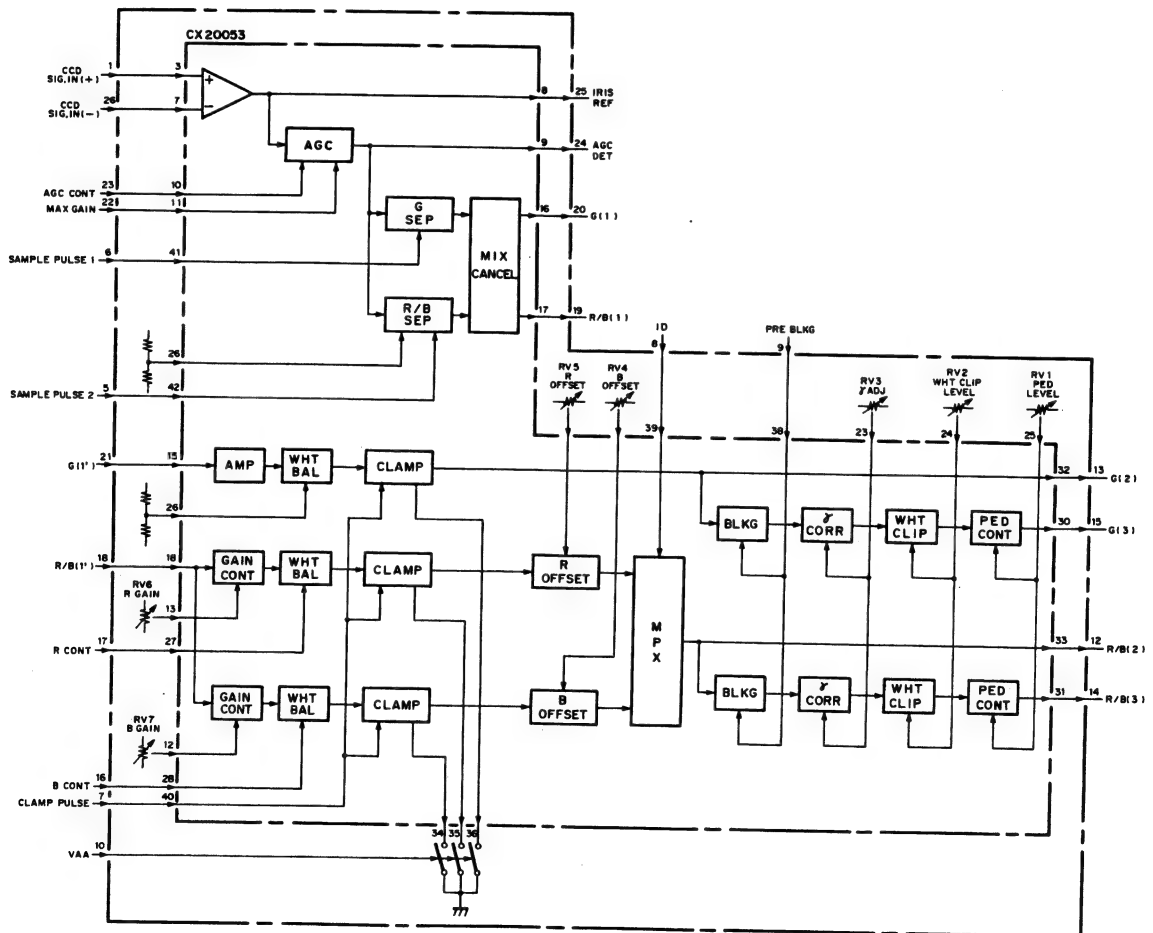 CX20053
CCD
SIG.IN(+)
1
3
+
8
25
IRIS
REF
CCD
SIG.IN(-)
26
7
-
AGC
9
24
AGC
DET
AGC CONT
23
10
MAX GAIN
22
11
G
SEP
16
20
G(1)
SAMPLE PULSE 1
6
41
MIX
CANCEL
R/B
SEP
17
19
R/B(1)
26
SAMPLE PULSE 2
5
42
ID
8
PRE BLKG
9
RV5
R
OFFSET
RV4
B
OFFSET
RV3
γ ADJ
RV2
WHT CLIP
LEVEL
RV1
PED
LEVEL
39
38
23
24
25
G(1')
21
15
AMP
WHT
BAL
CLAMP
32
13
G(2)
26
BLKG
γ
CORR
WHT
CLIP
PED
CONT
30
15
G(3)
R/B(1')
18
18
GAIN
CONT
WHT
BAL
CLAMP
R
OFFSET
MPX
RV6
R GAIN
13
R CONT
17
27
33
12
R/B(2)
GAIN
CONT
WHT
BAL
CLAMP
B
OFFSET
BLKG
γ
CORR
WHT
CLIP
PED
CONT
31
14
R/B(3)
RV7
B GAIN
12
B CONT
16
28
CLAMP PULSE
7
40
34
35
36
VAA
10